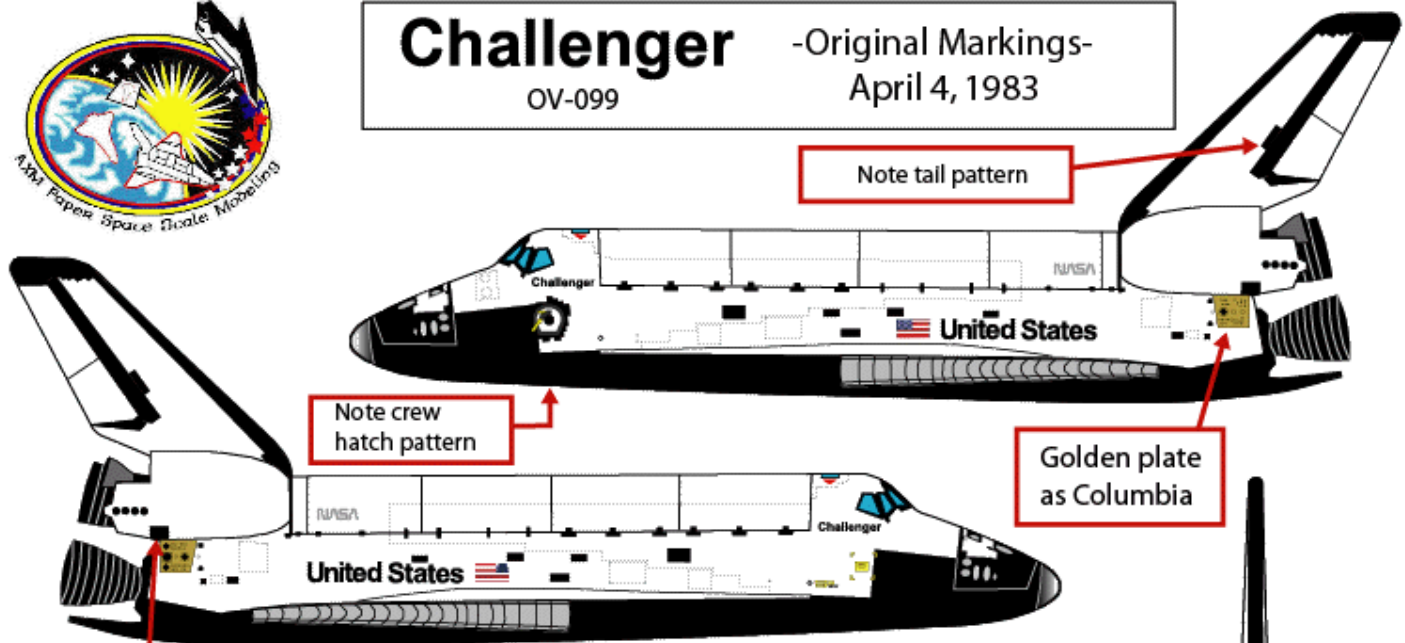 Challenger
OV-099
-Original Markings-
April 4, 1983
AXM Paper Space Scale Modeling
Note tail pattern
NASA
Challenger
United States
Note crew
hatch pattern
Golden plate
as Columbia
NASA
Challenger
United States